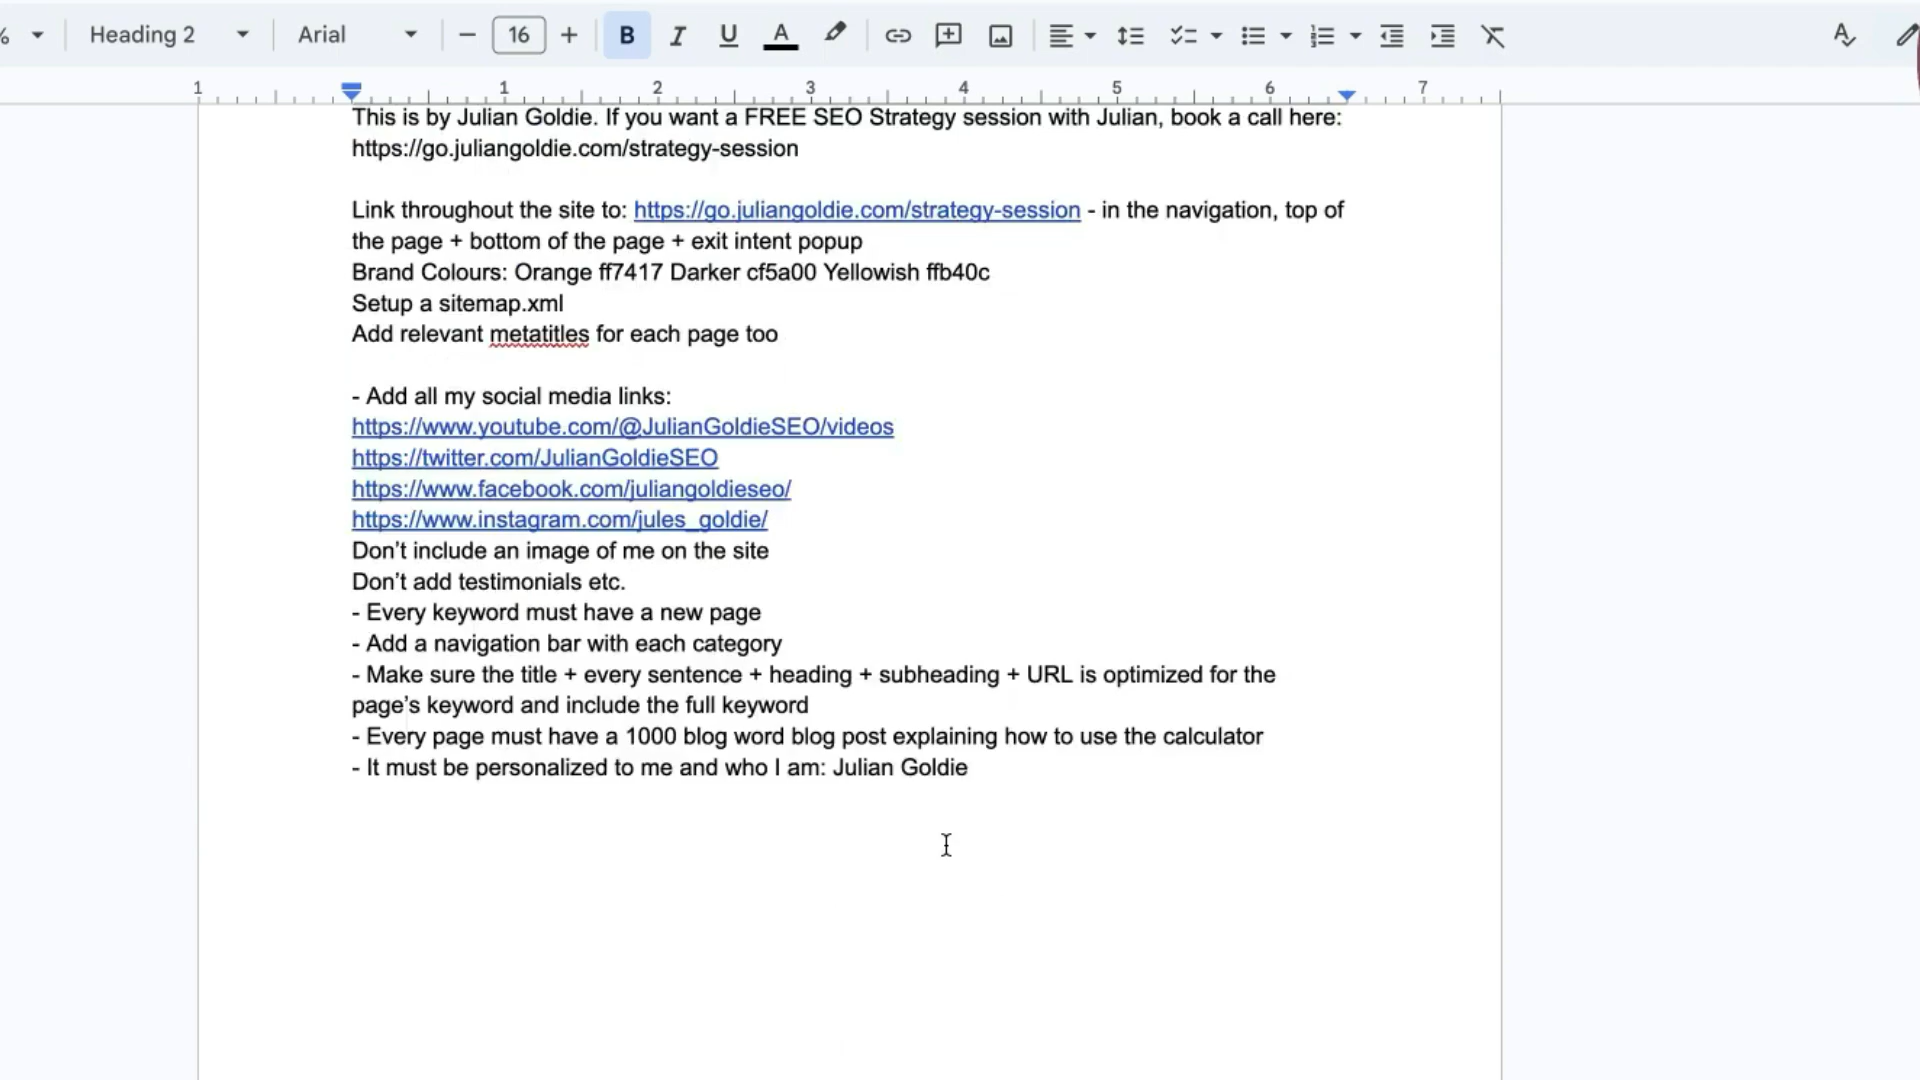 %
Heading 2
Arial
16
B
I
U
A
1 1 2 3 4 5 6 7
This is by Julian Goldie. If you want a FREE SEO Strategy session with Julian, book a call here:
https://go.juliangoldie.com/strategy-session
Link throughout the site to: https://go.juliangoldie.com/strategy-session - in the navigation, top of
the page + bottom of the page + exit intent popup
Brand Colours: Orange ff7417 Darker cf5a00 Yellowish ffb40c
Setup a sitemap.xml
Add relevant metatitles for each page too
- Add all my social media links:
https://www.youtube.com/@JulianGoldieSEO/videos
https://twitter.com/JulianGoldieSEO
https://www.facebook.com/juliangoldieseo/
https://www.instagram.com/jules_goldie/
Don’t include an image of me on the site
Don’t add testimonials etc.
- Every keyword must have a new page
- Add a navigation bar with each category
- Make sure the title + every sentence + heading + subheading + URL is optimized for the
page’s keyword and include the full keyword
- Every page must have a 1000 blog word blog post explaining how to use the calculator
- It must be personalized to me and who I am: Julian Goldie